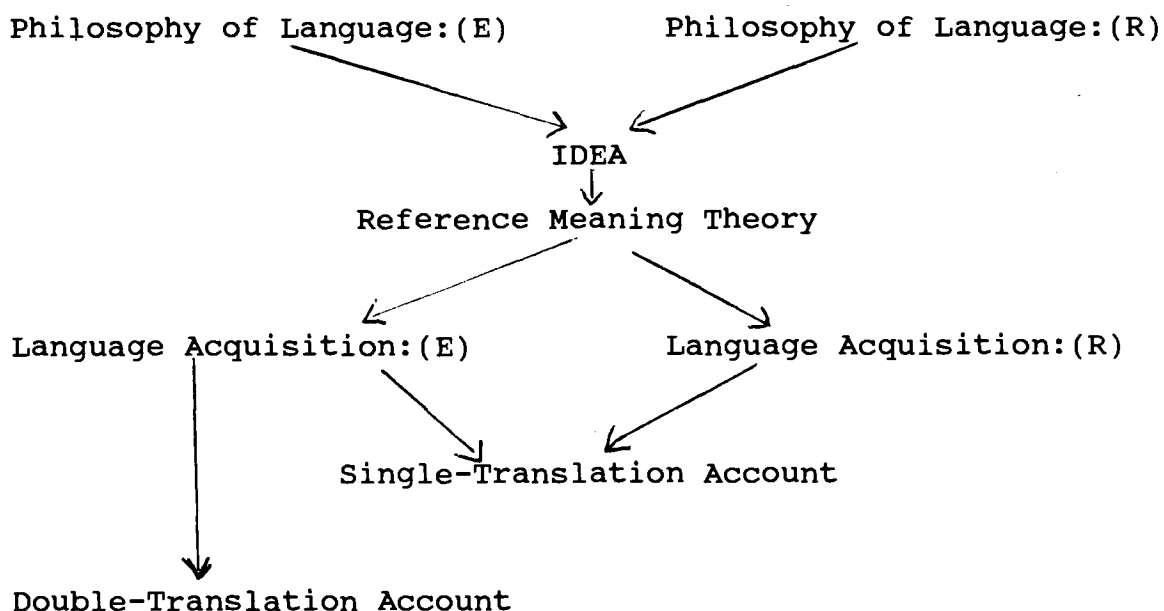 Philosophy of Language:(E) Philosophy of Language:(R)
IDEA
Reference Meaning Theory
Language Acquisition:(E) Language Acquisition:(R)
Single-Translation Account
Double-Translation Account